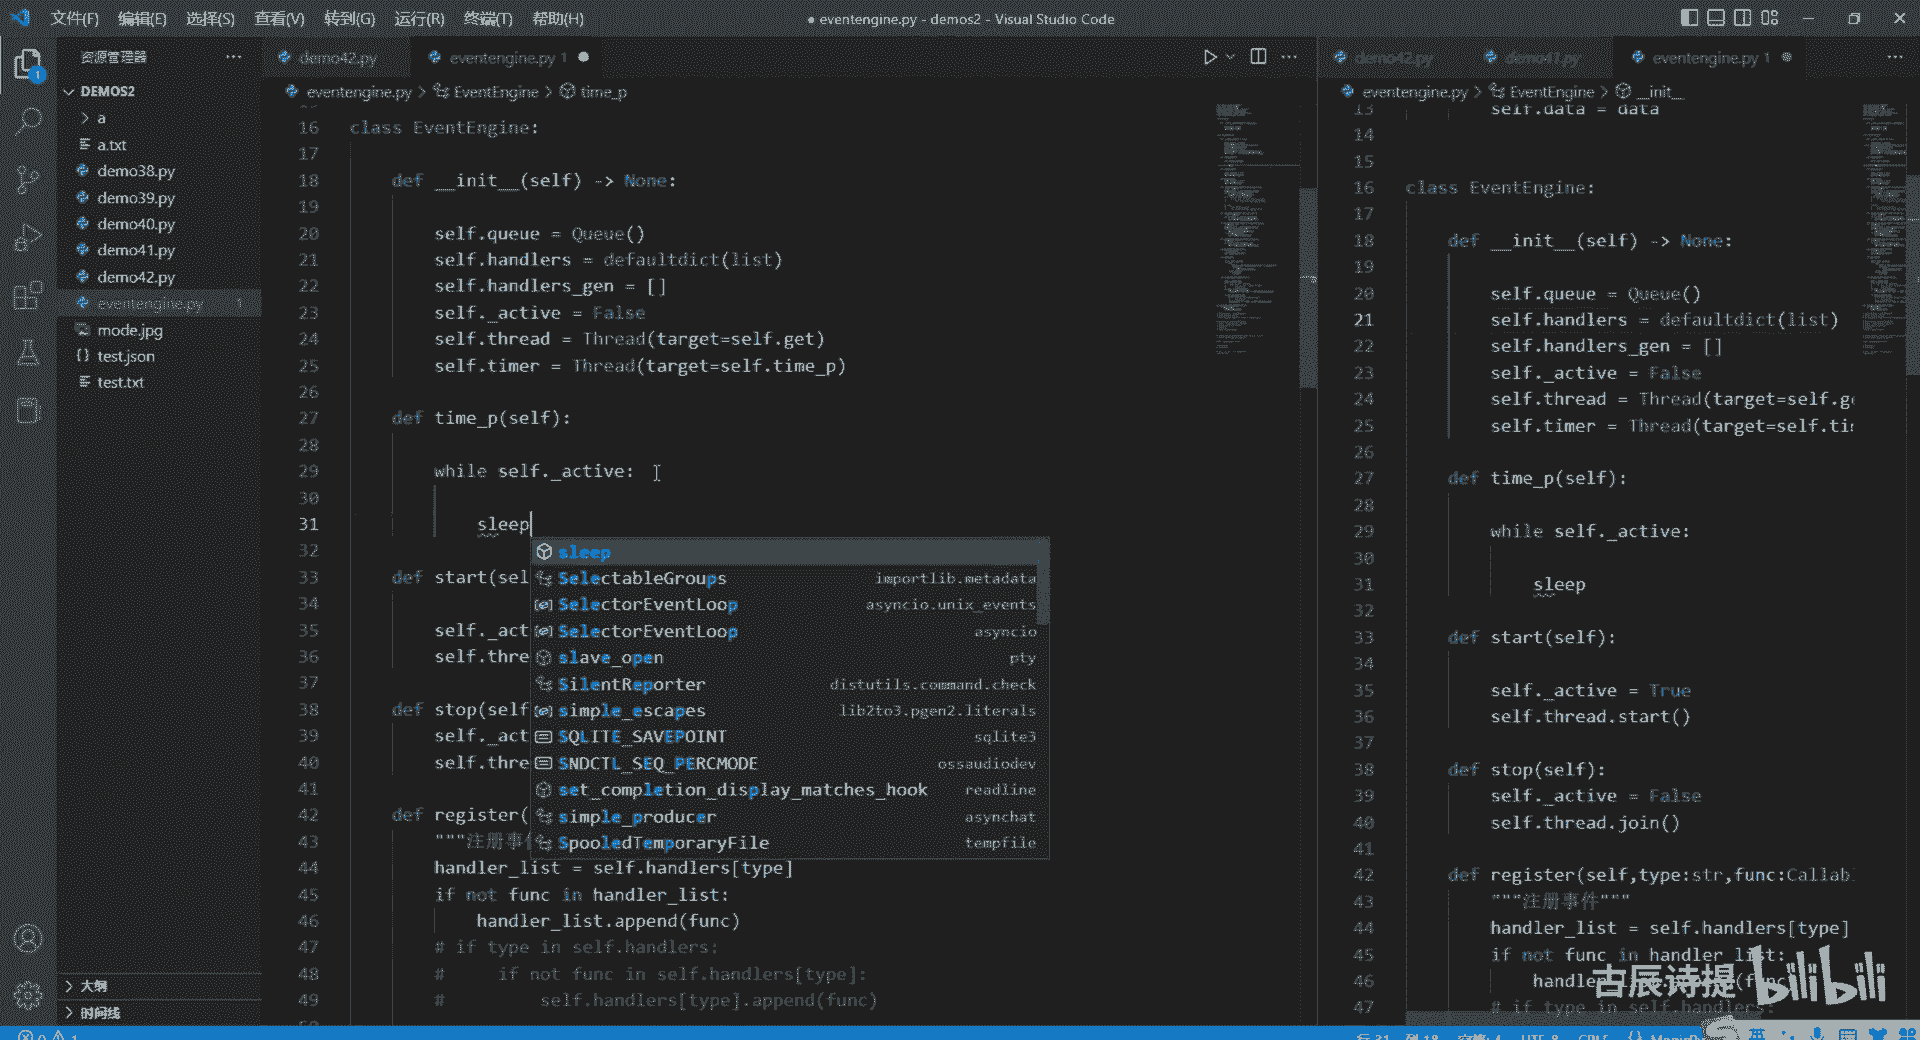 文件(F) 编辑(E) 选择(S) 查看(V) 转到(G) 运行(R) 终端(T) 帮助(H)
● eventengine.py - demos2 - Visual Studio Code
资源管理器
DEMOS2
a
a.txt
demo38.py
demo39.py
demo40.py
demo41.py
demo42.py
eventengine.py 1
mode.jpg
test.json
test.txt
大纲
时间线
1
demo42.py
eventengine.py 1
eventengine.py > EventEngine > time_p
16 class EventEngine:
17
18 def __init__(self) -> None:
19
20 self.queue = Queue()
21 self.handlers = defaultdict(list)
22 self.handlers_gen = []
23 self._active = False
24 self.thread = Thread(target=self.get)
25 self.timer = Thread(target=self.time_p)
26
27 def time_p(self):
28
29 while self._active:
30
31 sleep
32
33 def start(sel
34
35 self._act
36 self.thre
37
38 def stop(self
39 self._act
40 self.thre
41
42 def register(
43 """注册事件
44 handler_list = self.handlers[type]
45 if not func in handler_list:
46 handler_list.append(func)
47 # if type in self.handlers:
48 # if not func in self.handlers[type]:
49 # self.handlers[type].append(func)
sleep
SelectableGroups importlib.metadata
SelectorEventLoop asyncio.unix_events
SelectorEventLoop asyncio
slave_open pty
SilentReporter distutils.command.check
simple_escapes lib2to3.pgen2.literals
SQLITE_SAVEPOINT sqlite3
SNDCTL_SEQ_PERCMODE ossaudiodev
set_completion_display_matches_hook readline
simple_producer asynchat
SpooledTemporaryFile tempfile
demo42.py
demo41.py
eventengine.py 1
eventengine.py > EventEngine > __init__
13 self.data = data
14
15
16 class EventEngine:
17
18 def __init__(self) -> None:
19
20 self.queue = Queue()
21 self.handlers = defaultdict(list)
22 self.handlers_gen = []
23 self._active = False
24 self.thread = Thread(target=self.ge
25 self.timer = Thread(target=self.tim
26
27 def time_p(self):
28
29 while self._active:
30
31 sleep
32
33 def start(self):
34
35 self._active = True
36 self.thread.start()
37
38 def stop(self):
39 self._active = False
40 self.thread.join()
41
42 def register(self,type:str,func:Callab
43 """注册事件"""
44 handler_list = self.handlers[type]
45 if not func in handler_list:
46 handler_list.append(func)
47 # if type in self.handlers:
古辰诗提 bilibili